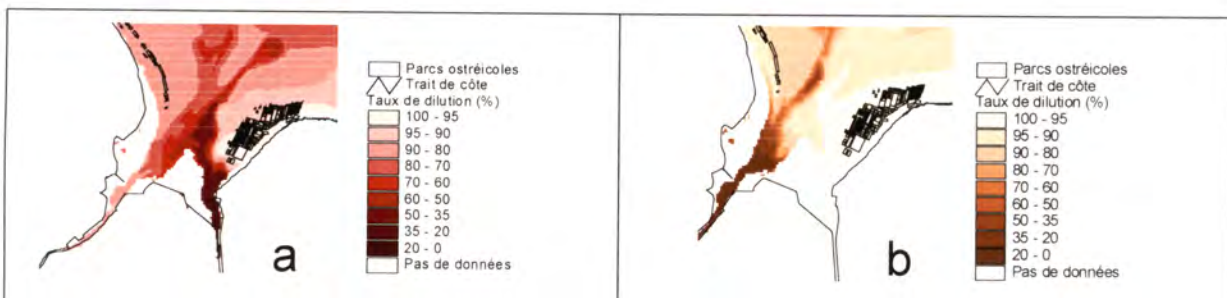 Parcs ostréicoles
Trait de côte
Taux de dilution (%)
100 - 95
95 - 90
90 - 80
80 - 70
70 - 60
60 - 50
50 - 35
35 - 20
20 - 0
Pas de données
a
Parcs ostréicoles
Trait de côte
Taux de dilution (%)
100 - 95
95 - 90
90 - 80
80 - 70
70 - 60
60 - 50
50 - 35
35 - 20
20 - 0
Pas de données
b